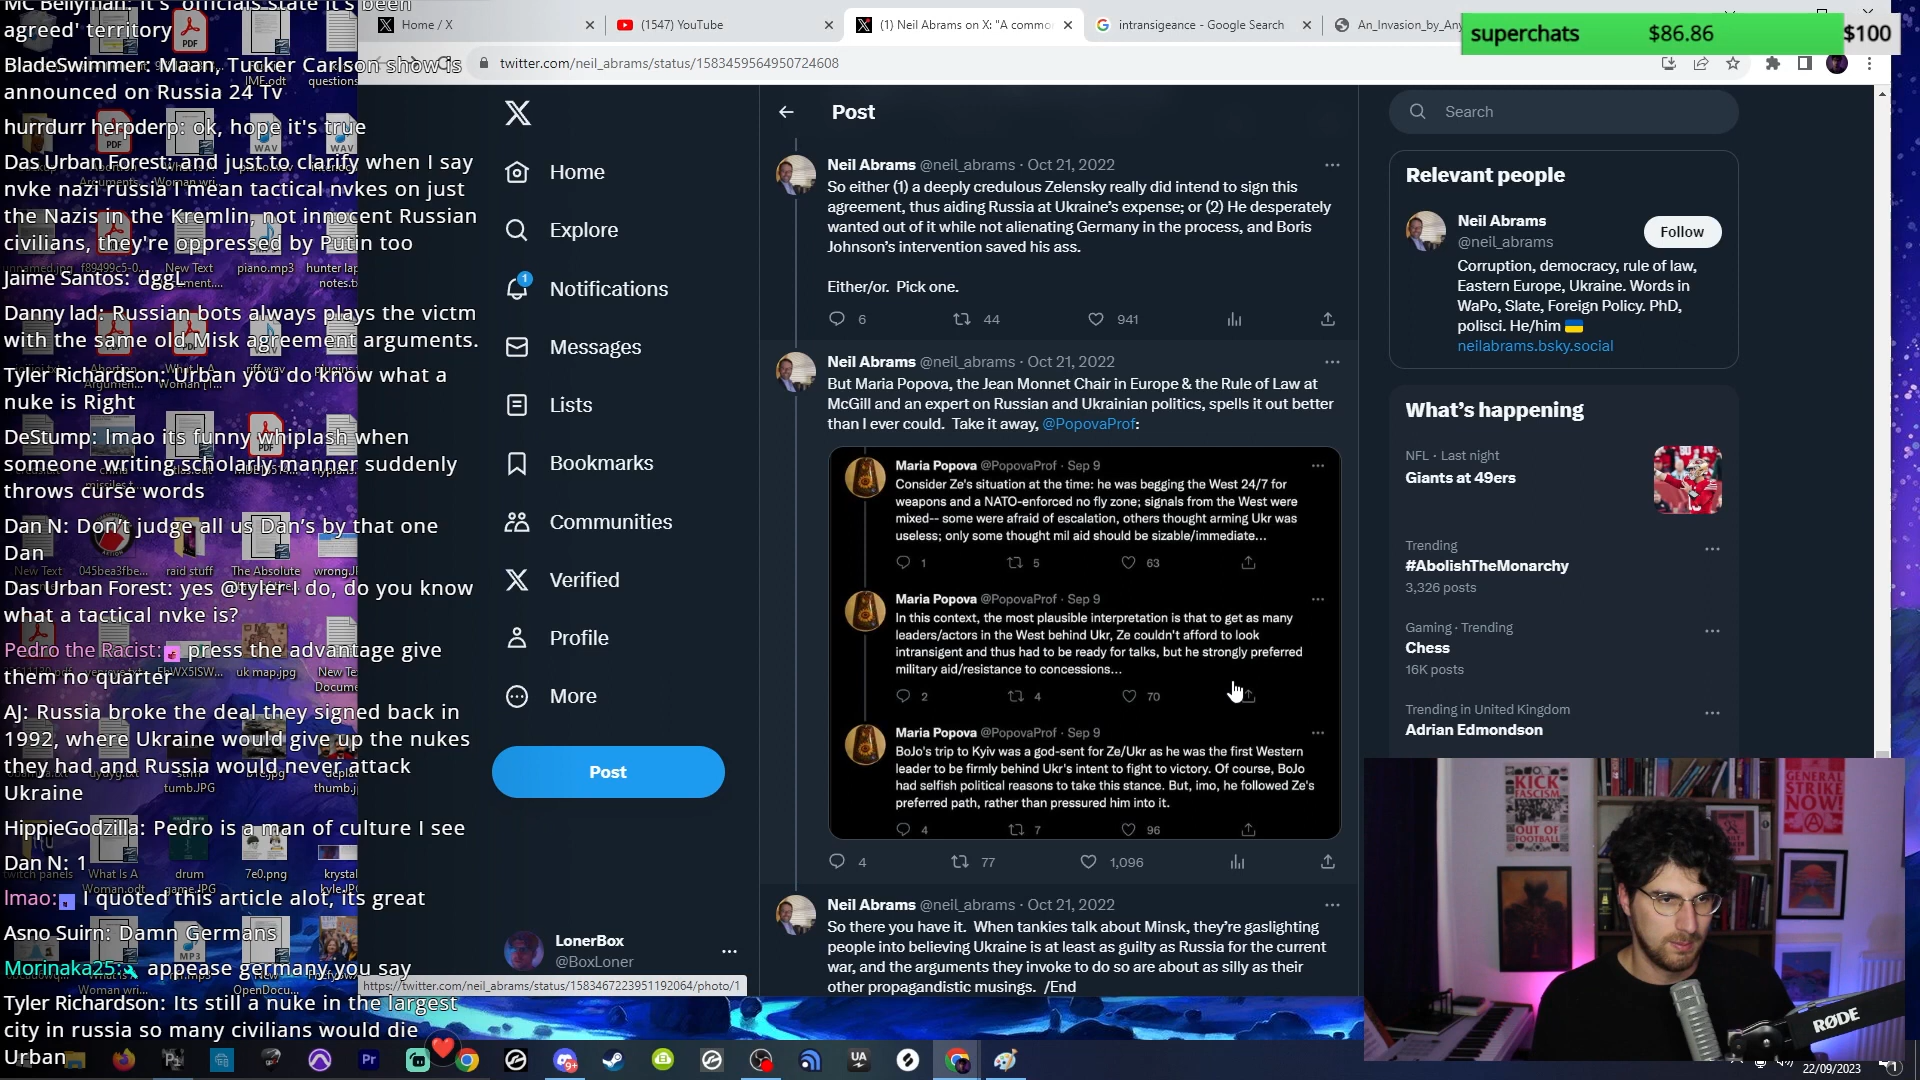 MC Bellyman: it's 'officials state it's been
agreed' territory
BladeSwimmer: Maan, Tucker Carlson show is
announced on Russia 24 Tv
hurrdurr herpderp: ok, hope it's true
Das Urban Forest: and just to clarify when I say
nvke nazi russia i mean tactical nvkes on just
the Nazis in the Kremlin, not innocent Russian
civilians, they're oppressed by Putin too
Jaime Santos: dggL
Danny lad: Russian bots always plays the victm
with the same old Misk agreement arguments.
Tyler Richardson: Urban you do know what a
nuke is Right
DeStump: lmao its funny whiplash when
someone writing scholarly manner suddenly
throws curse words
Dan N: Don't judge all us Dan's by that one
Dan
Das Urban Forest: yes @tyler I do, do you know
what a tactical nvke is?
Pedro the Racist: press the advantage give
them no quarter
AJ: Russia broke the deal they signed back in
1992, where Ukraine would give up the nukes
they had and Russia would never attack
Ukraine
HippieGodzilla: Pedro is a man of culture I see
Dan N: 1
lmao: I quoted this article alot, its great
Asno Suirn: Damn Germans
Morinaka25: appease germany you say
Tyler Richardson: Its still a nuke in the largest
city in russia so many civilians would die
Urban
Home / X
(1547) YouTube
(1) Neil Abrams on X: "A commo
intransigeance - Google Search
An_Invasion_by_Any
superchats $86.86 $100
twitter.com/neil_abrams/status/1583459564950724608
Home
Explore
1
Notifications
Messages
Lists
Bookmarks
Communities
Verified
Profile
More
Post
LonerBox
@BoxLoner
https://twitter.com/neil_abrams/status/1583467223951192064/photo/1
Post
Neil Abrams @neil_abrams · Oct 21, 2022
So either (1) a deeply credulous Zelensky really did intend to sign this
agreement, thus aiding Russia at Ukraine's expense; or (2) He desperately
wanted out of it while not alienating Germany in the process, and Boris
Johnson's intervention saved his ass.
Either/or. Pick one.
6 44 941
Neil Abrams @neil_abrams · Oct 21, 2022
But Maria Popova, the Jean Monnet Chair in Europe & the Rule of Law at
McGill and an expert on Russian and Ukrainian politics, spells it out better
than I ever could. Take it away, @PopovaProf:
Maria Popova @PopovaProf · Sep 9
Consider Ze's situation at the time: he was begging the West 24/7 for
weapons and a NATO-enforced no fly zone; signals from the West were
mixed-- some were afraid of escalation, others thought arming Ukr was
useless; only some thought mil aid should be sizable/immediate...
1 5 63
Maria Popova @PopovaProf · Sep 9
In this context, the most plausible interpretation is that to get as many
leaders/actors in the West behind Ukr, Ze couldn't afford to look
intransigent and thus had to be ready for talks, but he strongly preferred
military aid/resistance to concessions...
2 4 70
Maria Popova @PopovaProf · Sep 9
BoJo's trip to Kyiv was a god-sent for Ze/Ukr as he was the first Western
leader to be firmly behind Ukr's intent to fight to victory. Of course, BoJo
had selfish political reasons to take this stance. But, imo, he followed Ze's
preferred path, rather than pressured him into it.
4 7 96
4 77 1,096
Neil Abrams @neil_abrams · Oct 21, 2022
So there you have it. When tankies talk about Minsk, they're gaslighting
people into believing Ukraine is at least as guilty as Russia for the current
war, and the arguments they invoke to do so are about as silly as their
other propagandistic musings. /End
Search
Relevant people
Neil Abrams
@neil_abrams
Follow
Corruption, democracy, rule of law,
Eastern Europe, Ukraine. Words in
WaPo, Slate, Foreign Policy. PhD,
polisci. He/him
neilabrams.bsky.social
What's happening
NFL · Last night
Giants at 49ers
Trending
#AbolishTheMonarchy
3,326 posts
Gaming · Trending
Chess
16K posts
Trending in United Kingdom
Adrian Edmondson
KICK
FASCISM
OUT OF
FOOTBALL
GENERAL
STRIKE
NOW!
RØDE
22/09/2023